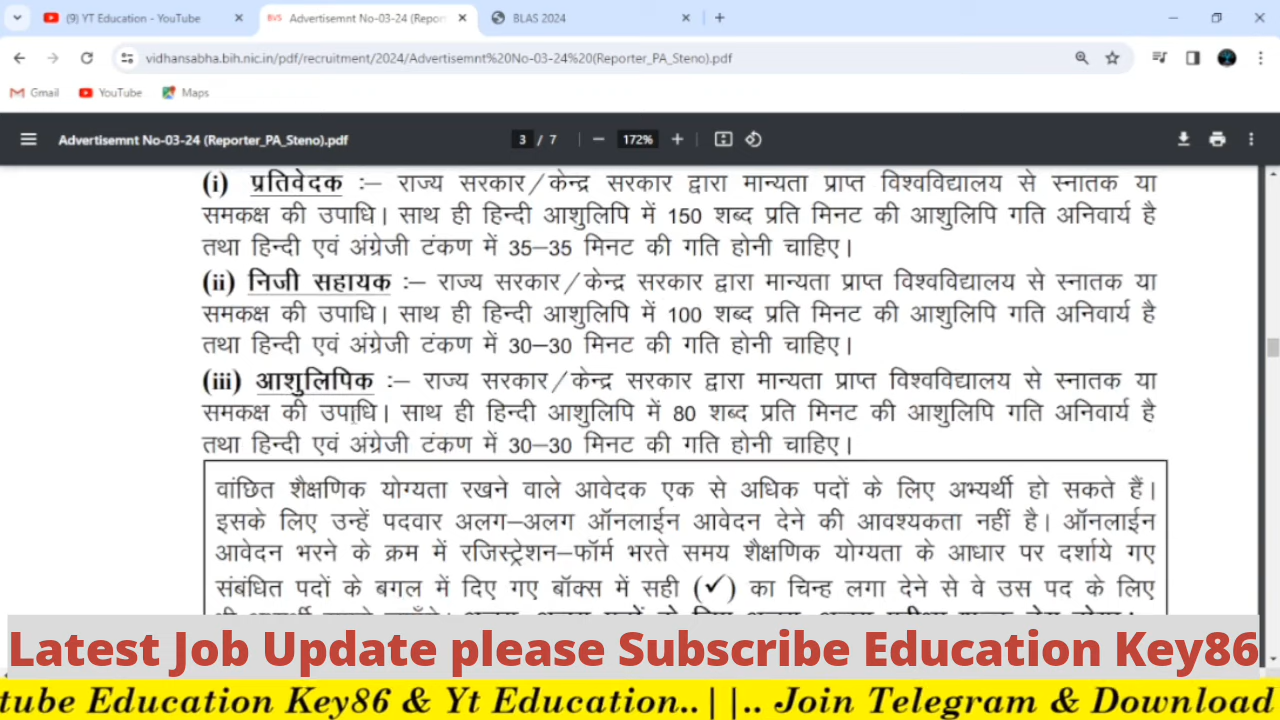 (9) YT Education - YouTube
BVS Advertisemnt No-03-24 (Repor
BLAS 2024
vidhansabha.bih.nic.in/pdf/recruitment/2024/Advertisemnt%20No-03-24%20(Reporter_PA_Steno).pdf
Gmail YouTube Maps
Advertisemnt No-03-24 (Reporter_PA_Steno).pdf 3 / 7 172%
(i) प्रतिवेदक :– राज्य सरकार/केन्द्र सरकार द्वारा मान्यता प्राप्त विश्वविद्यालय से स्नातक या
समकक्ष की उपाधि। साथ ही हिन्दी आशुलिपि में 150 शब्द प्रति मिनट की आशुलिपि गति अनिवार्य है
तथा हिन्दी एवं अंग्रेजी टंकण में 35–35 मिनट की गति होनी चाहिए।
(ii) निजी सहायक :– राज्य सरकार/केन्द्र सरकार द्वारा मान्यता प्राप्त विश्वविद्यालय से स्नातक या
समकक्ष की उपाधि। साथ ही हिन्दी आशुलिपि में 100 शब्द प्रति मिनट की आशुलिपि गति अनिवार्य है
तथा हिन्दी एवं अंग्रेजी टंकण में 30–30 मिनट की गति होनी चाहिए।
(iii) आशुलिपिक :– राज्य सरकार/केन्द्र सरकार द्वारा मान्यता प्राप्त विश्वविद्यालय से स्नातक या
समकक्ष की उपाधि। साथ ही हिन्दी आशुलिपि में 80 शब्द प्रति मिनट की आशुलिपि गति अनिवार्य है
तथा हिन्दी एवं अंग्रेजी टंकण में 30–30 मिनट की गति होनी चाहिए।
वांछित शैक्षणिक योग्यता रखने वाले आवेदक एक से अधिक पदों के लिए अभ्यर्थी हो सकते हैं।
इसके लिए उन्हें पदवार अलग–अलग ऑनलाईन आवेदन देने की आवश्यकता नहीं है। ऑनलाईन
आवेदन भरने के क्रम में रजिस्ट्रेशन–फॉर्म भरते समय शैक्षणिक योग्यता के आधार पर दर्शाये गए
संबंधित पदों के बगल में दिए गए बॉक्स में सही (✓) का चिन्ह लगा देने से वे उस पद के लिए
Latest Job Update please Subscribe Education Key86
tube Education Key86 & Yt Education..||.. Join Telegram & Download